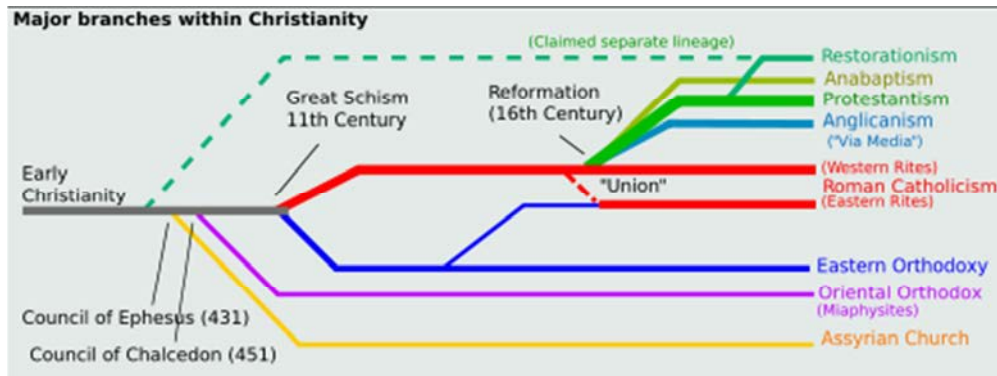 Major branches within Christianity
(Claimed separate lineage)
Restorationism
Anabaptism
Protestantism
Anglicanism
("Via Media")
Reformation
(16th Century)
Great Schism
11th Century
Early
Christianity
(Western Rites)
"Union"
Roman Catholicism
(Eastern Rites)
Eastern Orthodoxy
Oriental Orthodox
(Miaphysites)
Council of Ephesus (431)
Council of Chalcedon (451)
Assyrian Church